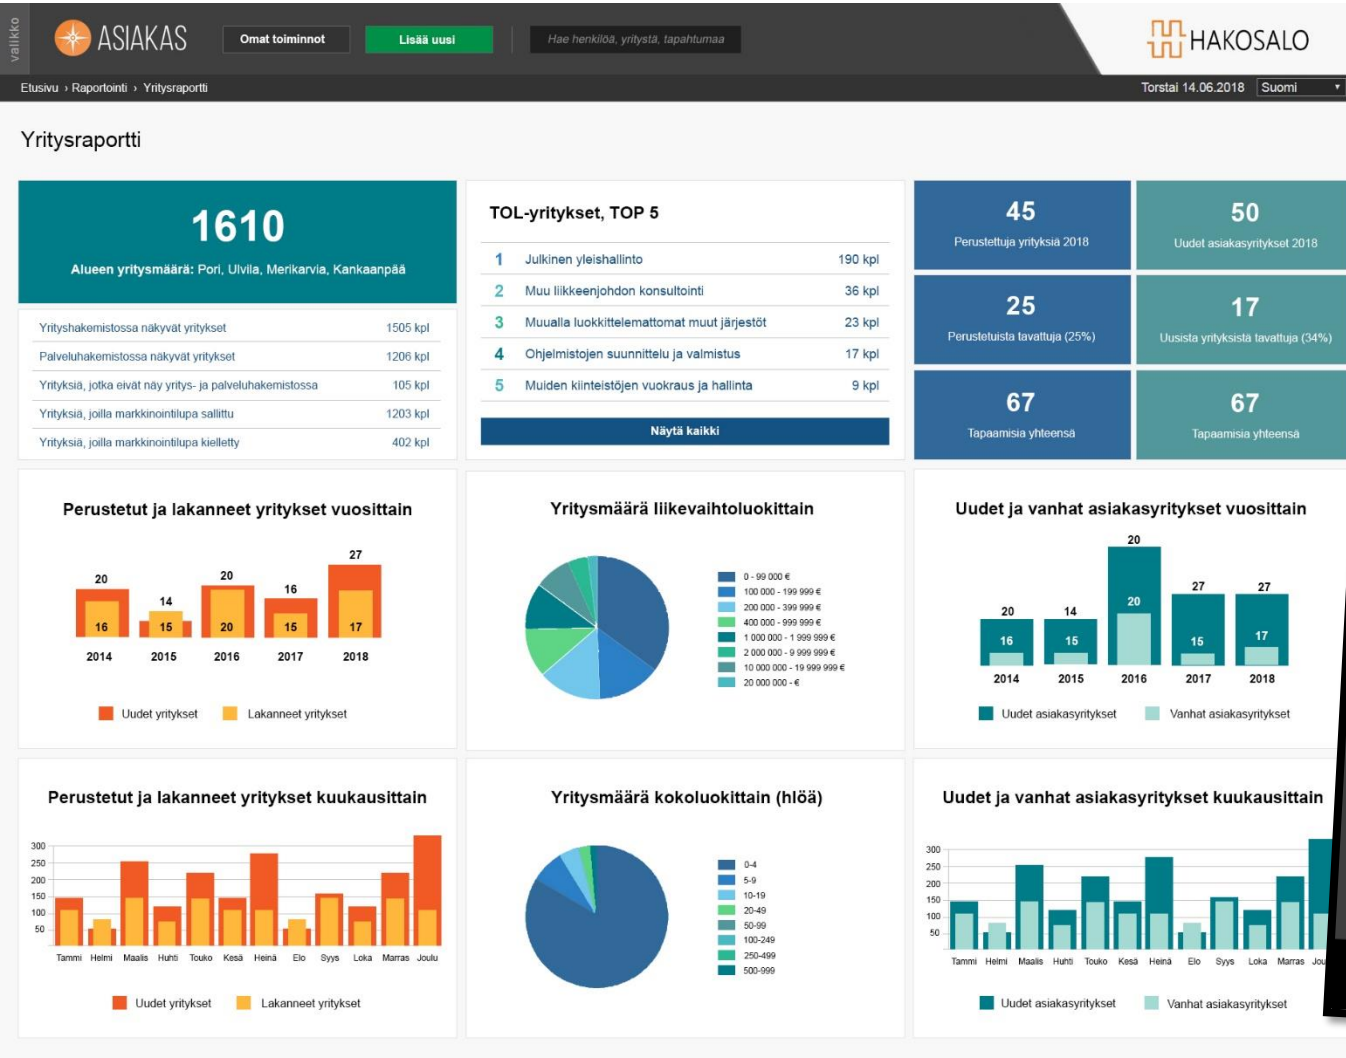 valikko
ASIAKAS
Omat toiminnot
Lisää uusi
Hae henkilöä, yritystä, tapahtumaa
HAKOSALO
Etusivu › Raportointi › Yritysraportti
Torstai 14.06.2018
Suomi
Yritysraportti
1610
Alueen yritysmäärä: Pori, Ulvila, Merikarvia, Kankaanpää
Yrityshakemistossa näkyvät yritykset 1505 kpl
Palveluhakemistossa näkyvät yritykset 1206 kpl
Yrityksiä, jotka eivät näy yritys- ja palveluhakemistossa 105 kpl
Yrityksiä, joilla markkinointilupa sallittu 1203 kpl
Yrityksiä, joilla markkinointilupa kielletty 402 kpl
TOL-yritykset, TOP 5
1 Julkinen yleishallinto 190 kpl
2 Muu liikkeenjohdon konsultointi 36 kpl
3 Muualla luokkittelemattomat muut järjestöt 23 kpl
4 Ohjelmistojen suunnittelu ja valmistus 17 kpl
5 Muiden kiinteistöjen vuokraus ja hallinta 9 kpl
Näytä kaikki
45
Perustettuja yrityksiä 2018
50
Uudet asiakasyritykset 2018
25
Perustetuista tavattuja (25%)
17
Uusista yrityksistä tavattuja (34%)
67
Tapaamisia yhteensä
67
Tapaamisia yhteensä
Perustetut ja lakanneet yritykset vuosittain
20 14 20 16 27
16 15 20 15 17
2014 2015 2016 2017 2018
Uudet yritykset Lakanneet yritykset
Yritysmäärä liikevaihtoluokittain
0 - 99 000 €
100 000 - 199 999 €
200 000 - 399 999 €
400 000 - 999 999 €
1 000 000 - 1 999 999 €
2 000 000 - 9 999 999 €
10 000 000 - 19 999 999 €
20 000 000 - €
Uudet ja vanhat asiakasyritykset vuosittain
20 14 20 27 27
16 15 20 15 17
2014 2015 2016 2017 2018
Uudet asiakasyritykset Vanhat asiakasyritykset
Perustetut ja lakanneet yritykset kuukausittain
300
250
200
150
100
50
Tammi Helmi Maalis Huhti Touko Kesä Heinä Elo Syys Loka Marras Joulu
Uudet yritykset Lakanneet yritykset
Yritysmäärä kokoluokittain (hlöä)
0-4
5-9
10-19
20-49
50-99
100-249
250-499
500-999
Uudet ja vanhat asiakasyritykset kuukausittain
300
250
200
150
100
50
Tammi Helmi Maalis Huhti Touko Kesä Heinä Elo Syys Loka Marras
Uudet asiakasyritykset Vanhat asiakasyritykset